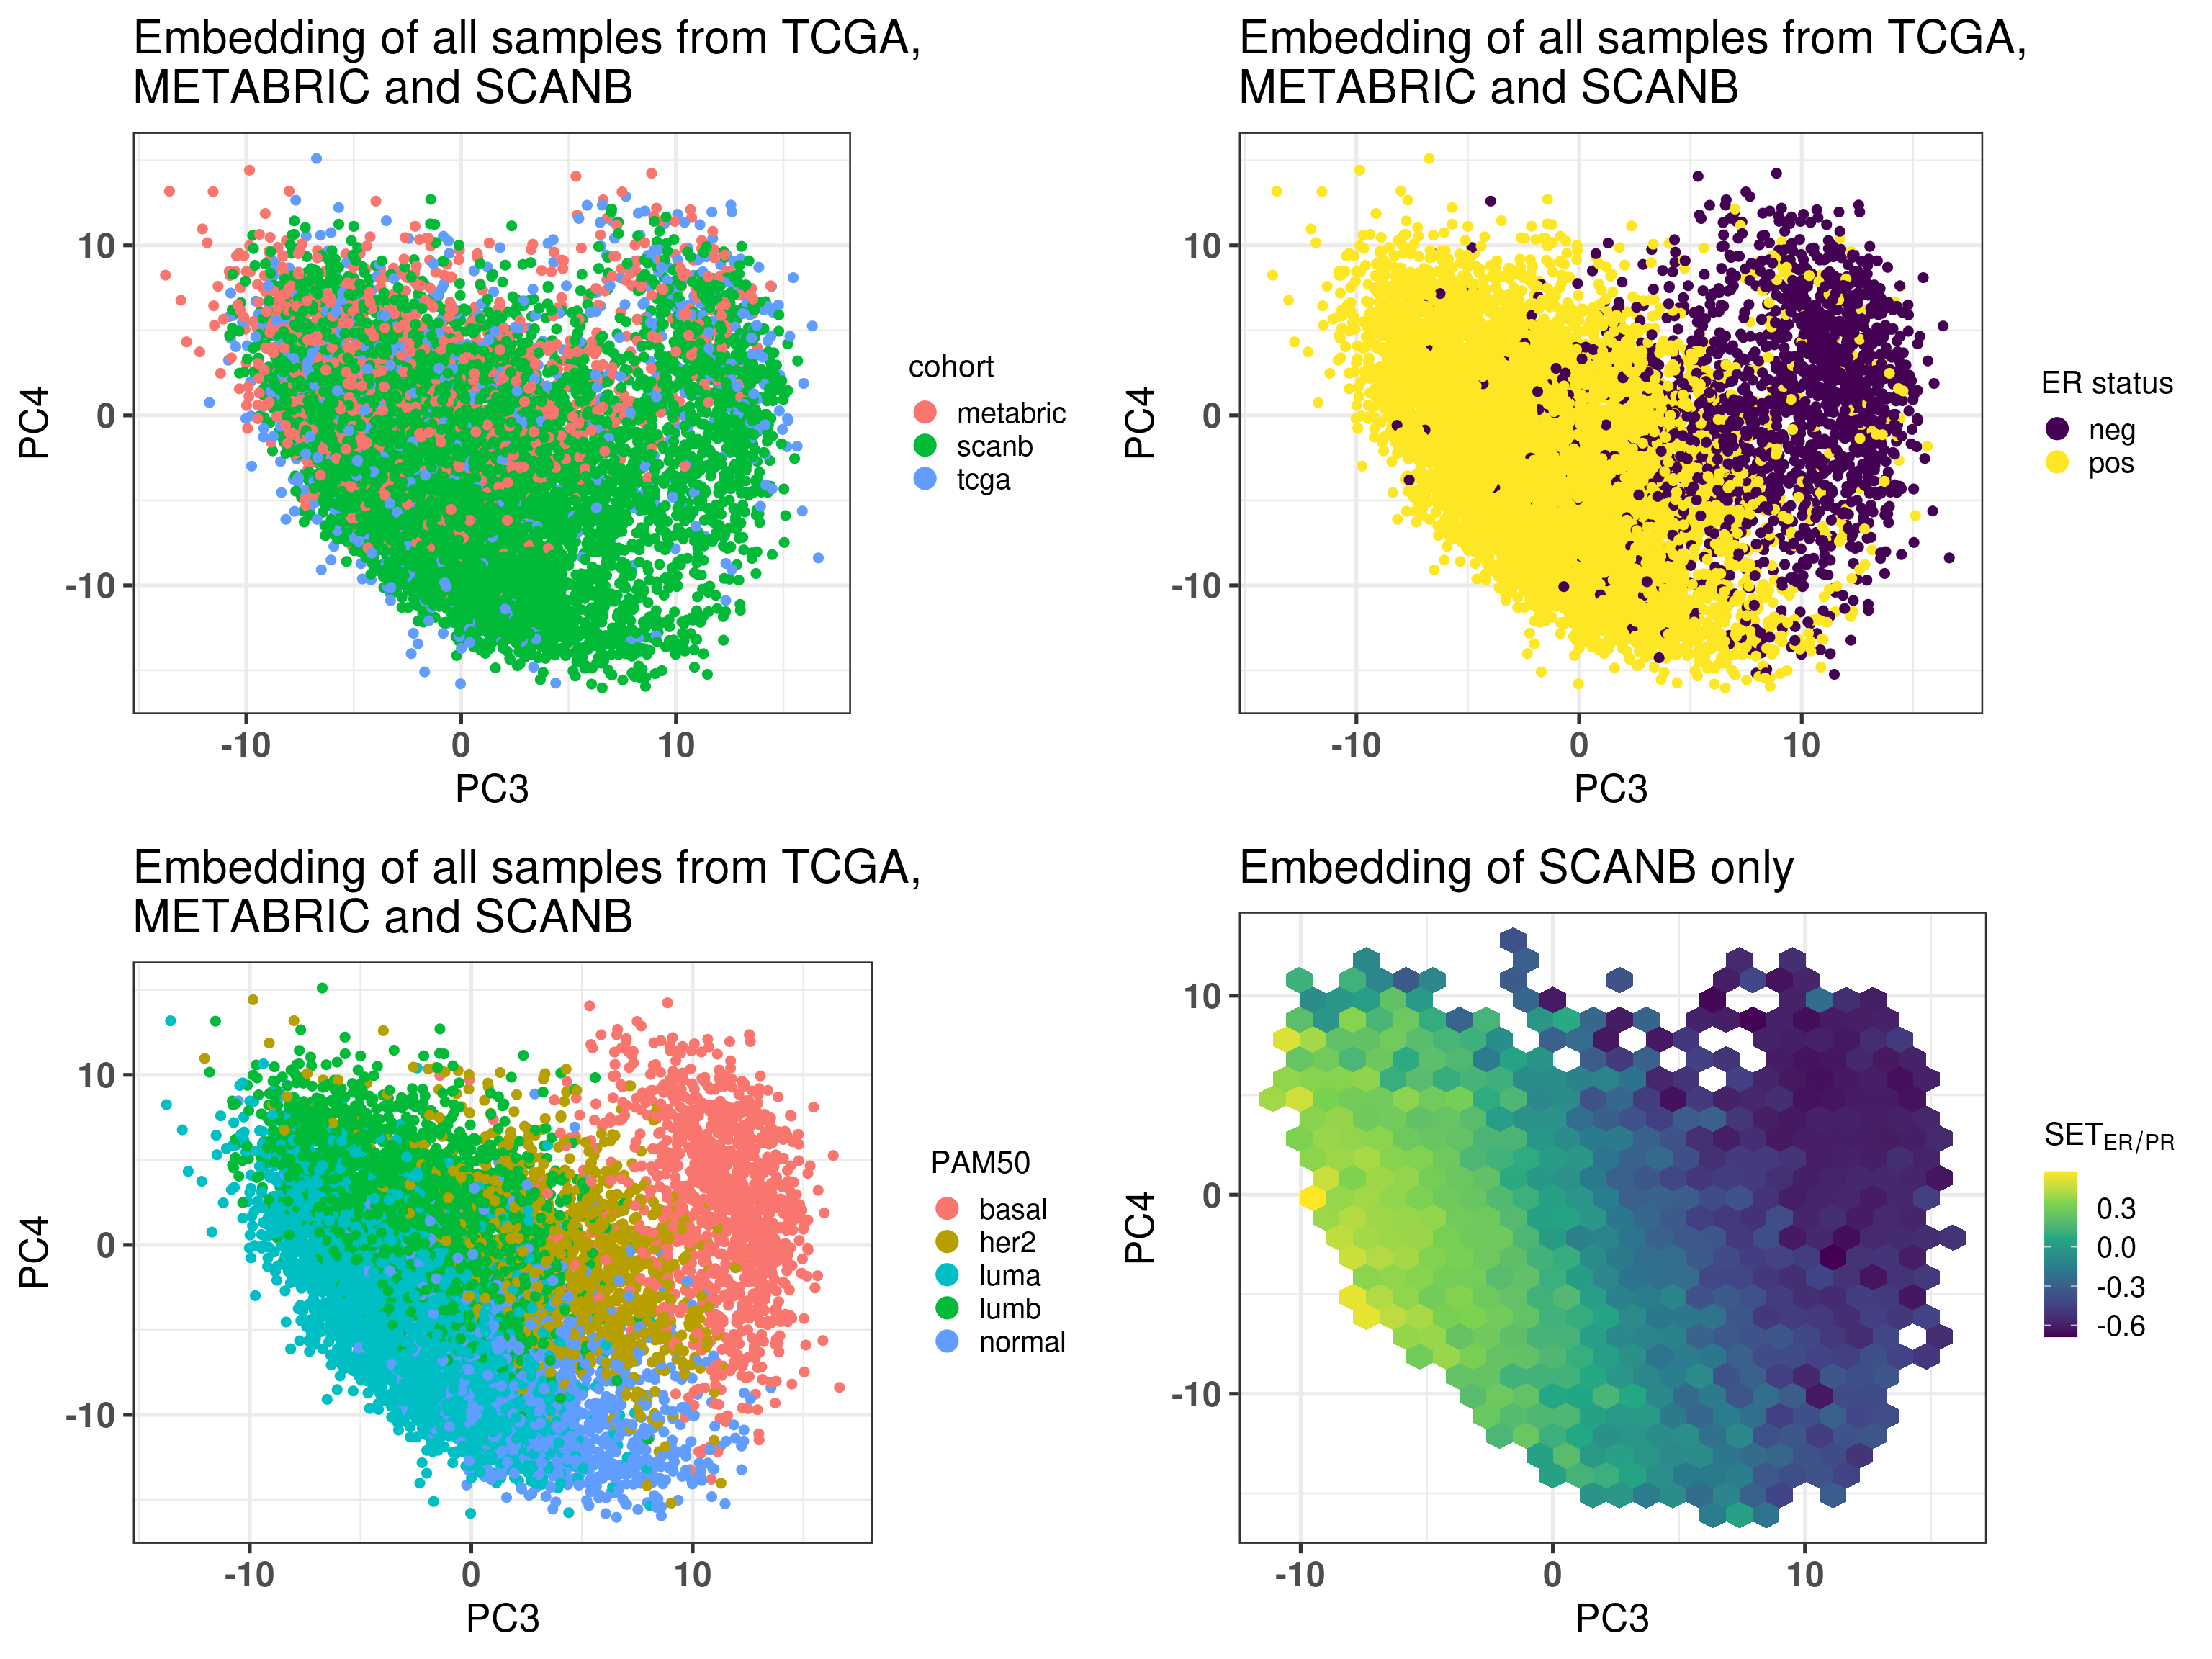 Embedding of all samples from TCGA,
METABRIC and SCANB
10
0
-10
PC4
-10 0 10
PC3
cohort
metabric
scanb
tcga
Embedding of all samples from TCGA,
METABRIC and SCANB
10
0
-10
PC4
-10 0 10
PC3
ER status
neg
pos
Embedding of all samples from TCGA,
METABRIC and SCANB
10
0
-10
PC4
-10 0 10
PC3
PAM50
basal
her2
luma
lumb
normal
Embedding of SCANB only
10
0
-10
PC4
-10 0 10
PC3
SETER/PR
0.3
0.0
-0.3
-0.6